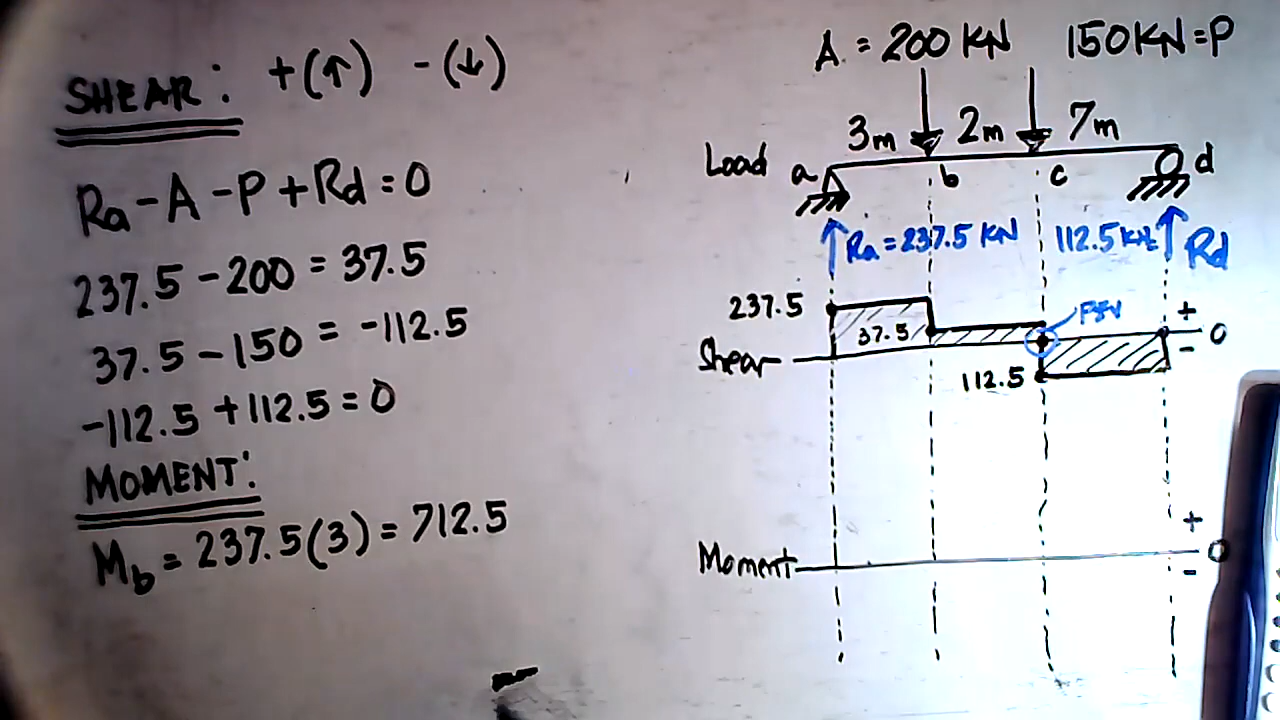 SHEAR: +(↑) -(↓)
Ra - A - P + Rd = 0
237.5 - 200 = 37.5
37.5 - 150 = -112.5
-112.5 + 112.5 = 0
MOMENT:
Mb = 237.5(3) = 712.5
A = 200 KN 150KN = P
3m 2m 7m
Load a b c d
Ra = 237.5 KN 112.5 KN Rd
237.5 37.5 +
Shear 0
-
112.5
+
Moment 0
-